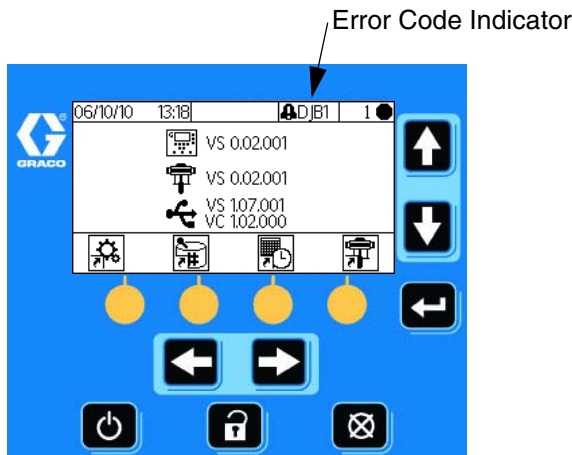 Error Code Indicator
06/10/10 13:18 DJB1 1
GRACO
VS 0.02.001
VS 0.02.001
VS 1.07.001
VC 1.02.000